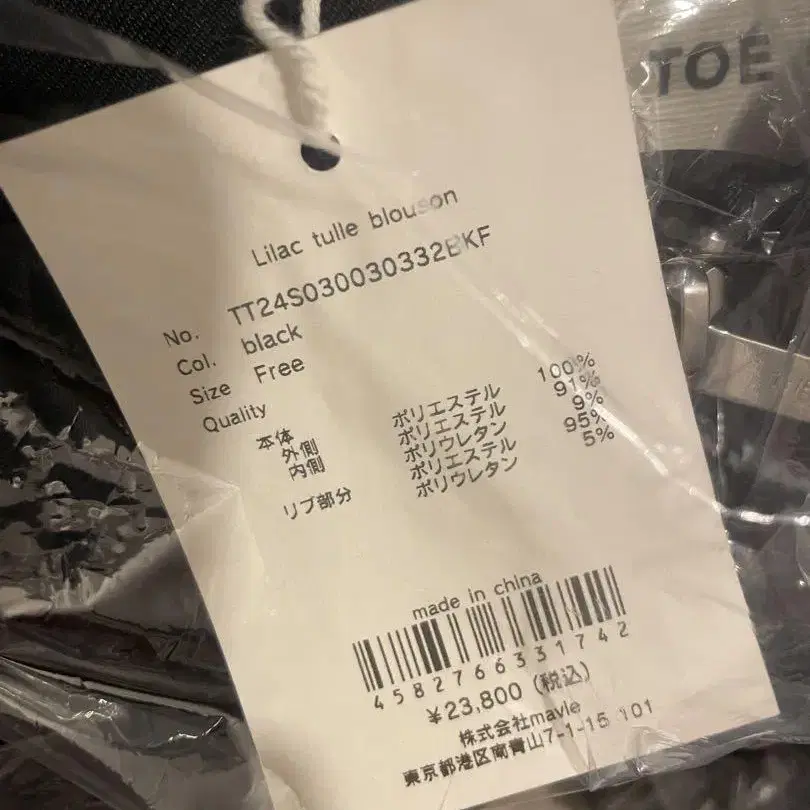 TOE
Lilac tulle blouson
No. TT24S030030332BKF
Col. black
Size Free
Quality
本体
外側 ポリエステル 100%
内側 ポリエステル 91%
ポリウレタン 9%
リブ部分 ポリエステル 95%
ポリウレタン 5%
made in china
4582766331742
¥23,800 (税込)
株式会社mavle
東京都港区南青山7-1-15 101